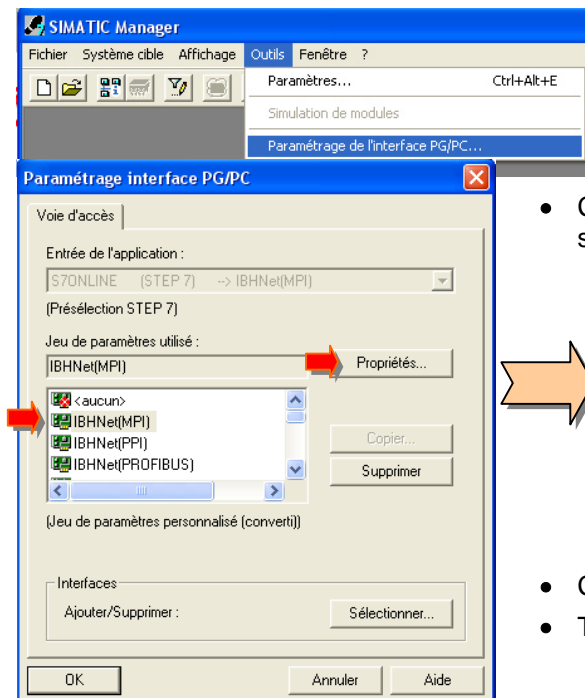 SIMATIC Manager
Fichier Système cible Affichage Outils Fenêtre ?
Paramètres... Ctrl+Alt+E
Simulation de modules
Paramétrage de l'interface PG/PC...
Paramétrage interface PG/PC
Voie d'accès
Entrée de l'application :
S7ONLINE (STEP 7) --> IBHNet(MPI)
(Présélection STEP 7)
Jeu de paramètres utilisé :
IBHNet(MPI)
Propriétés...
<aucun>
IBHNet(MPI)
IBHNet(PPI)
IBHNet(PROFIBUS)
Copier...
Supprimer
(Jeu de paramètres personnalisé (converti))
Interfaces
Ajouter/Supprimer :
Sélectionner...
OK Annuler Aide